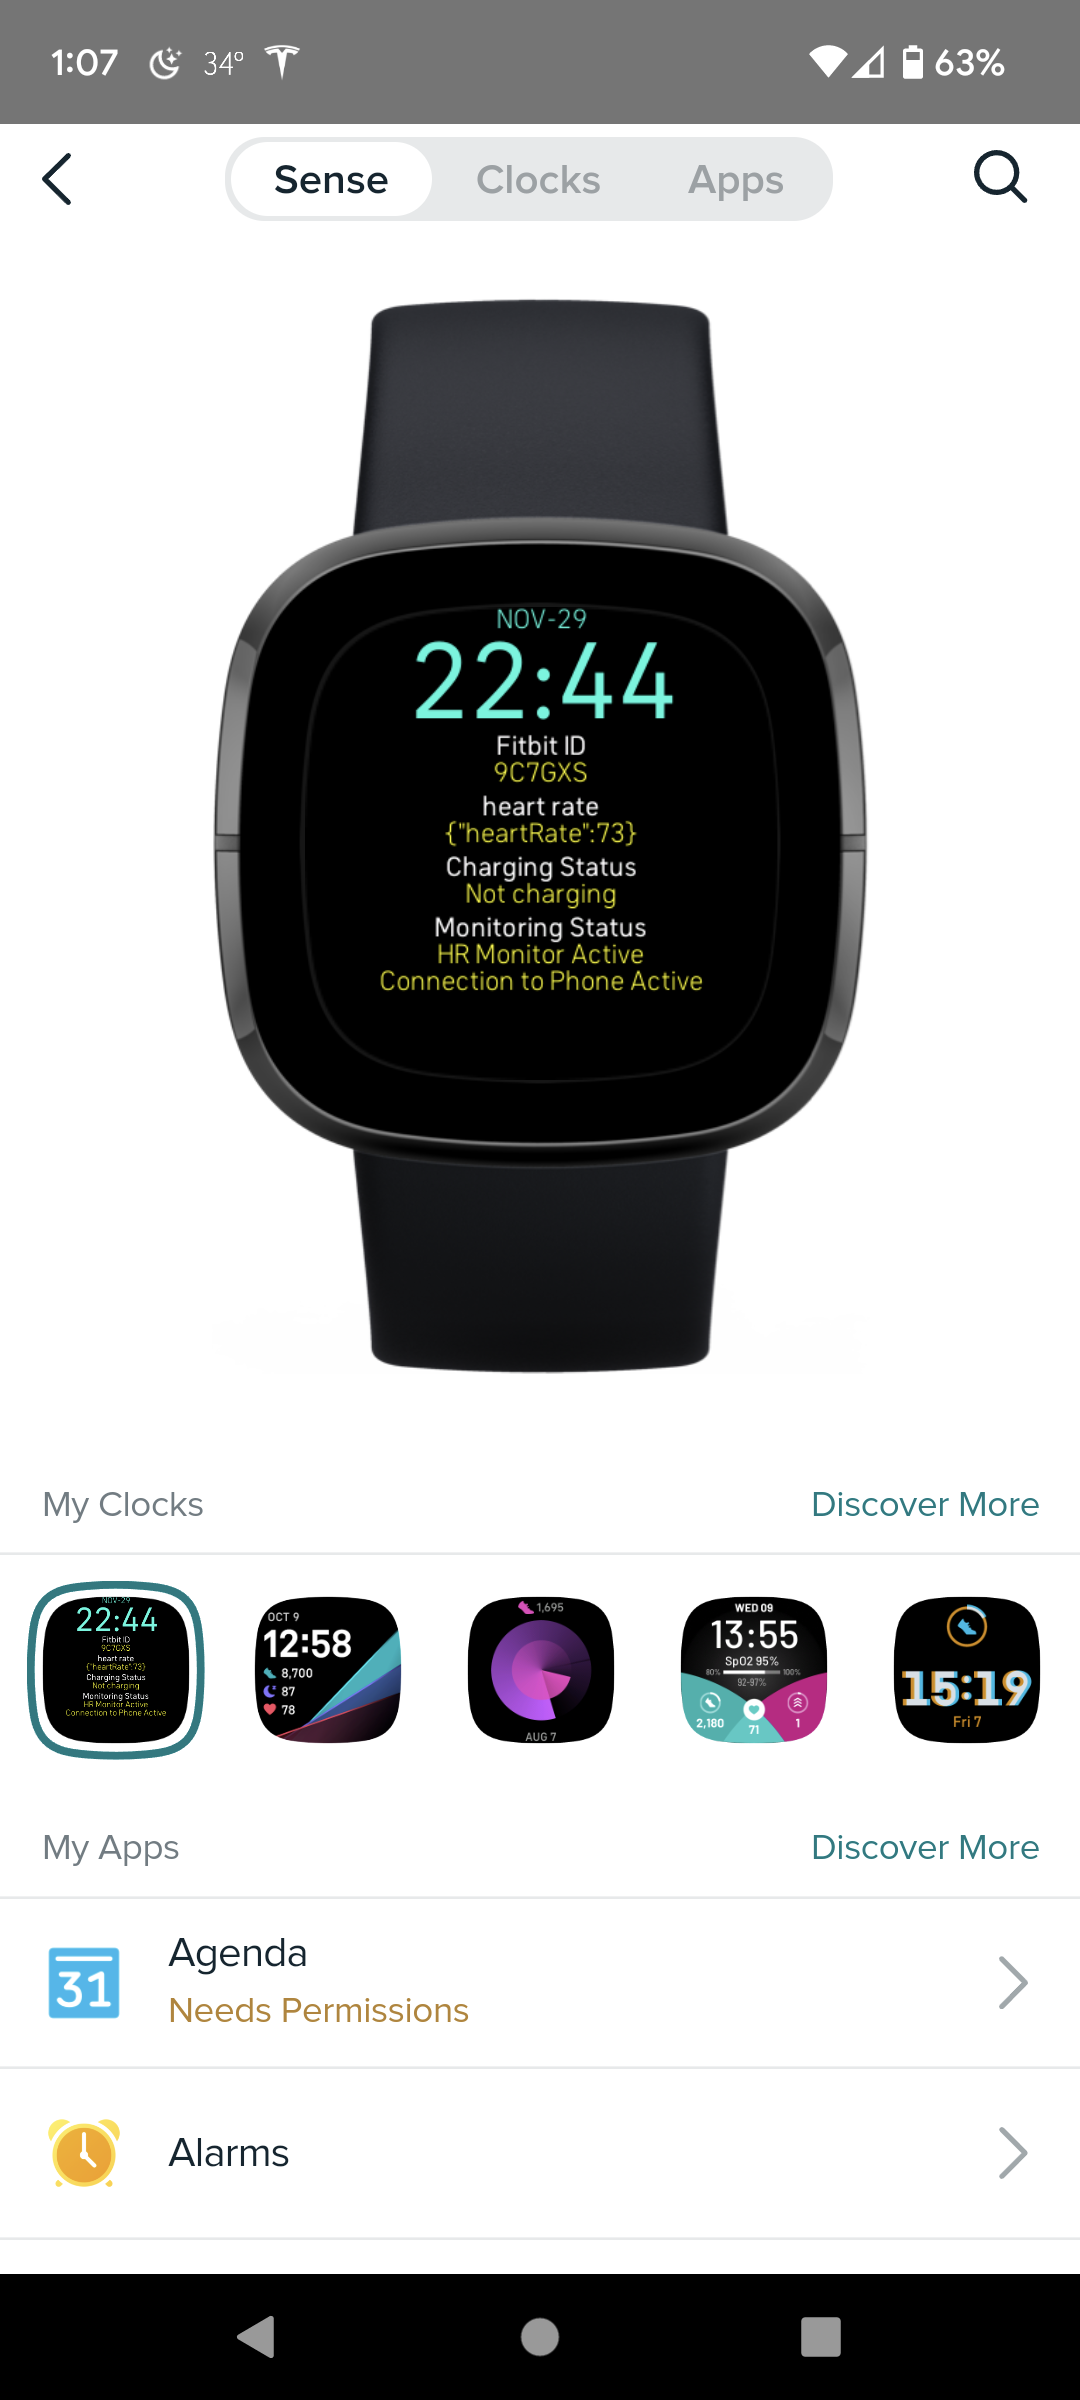 1:07 34° 63%
Sense Clocks Apps
NOV-29
22:44
Fitbit ID
9C7GXS
heart rate
{"heartRate":73}
Charging Status
Not charging
Monitoring Status
HR Monitor Active
Connection to Phone Active
My Clocks Discover More
NOV-29
22:44
Fitbit ID
9C7GXS
heart rate
{"heartRate":73}
Charging Status
Not charging
Monitoring Status
HR Monitor Active
Connection to Phone Active
OCT 9
12:58
8,700
87
78
1,695
AUG 7
WED 09
13:55
SpO2 95%
80% 100%
92-97%
2,180 71 1
15:19
Fri 7
My Apps Discover More
31 Agenda
Needs Permissions
Alarms